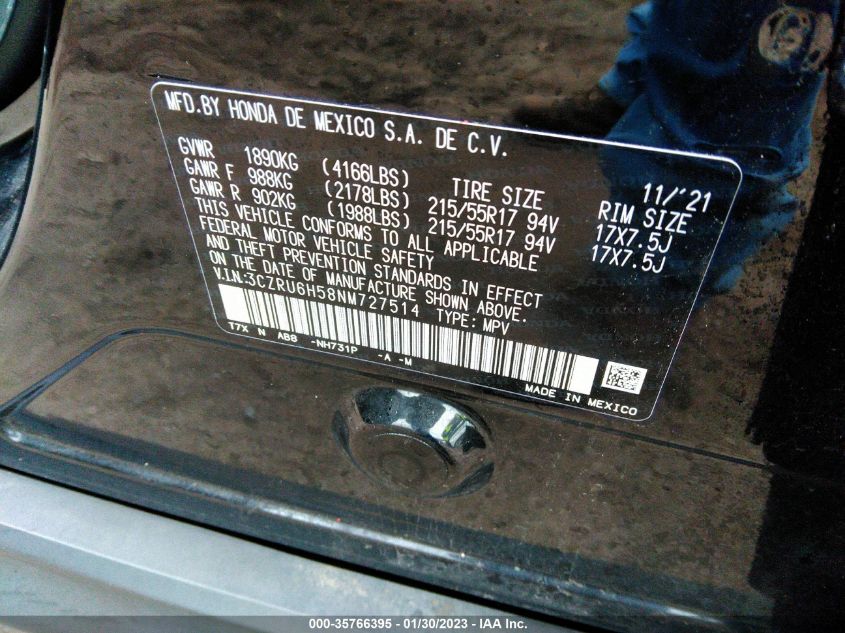 MFD.BY HONDA DE MEXICO S.A. DE C.V.
11/'21
GVWR 1890KG (4166LBS) TIRE SIZE RIM SIZE
GAWR F 988KG (2178LBS) 215/55R17 94V 17X7.5J
GAWR R 902KG (1988LBS) 215/55R17 94V 17X7.5J
THIS VEHICLE CONFORMS TO ALL APPLICABLE
FEDERAL MOTOR VEHICLE SAFETY
AND THEFT PREVENTION STANDARDS IN EFFECT
ON THE DATE OF MANUFACTURE SHOWN ABOVE.
V.I.N.:3CZRU6H58NM727514 TYPE: MPV
T7X N ABB -NH731P -A -M
MADE IN MEXICO
000-35766395 - 01/30/2023 - IAA Inc.